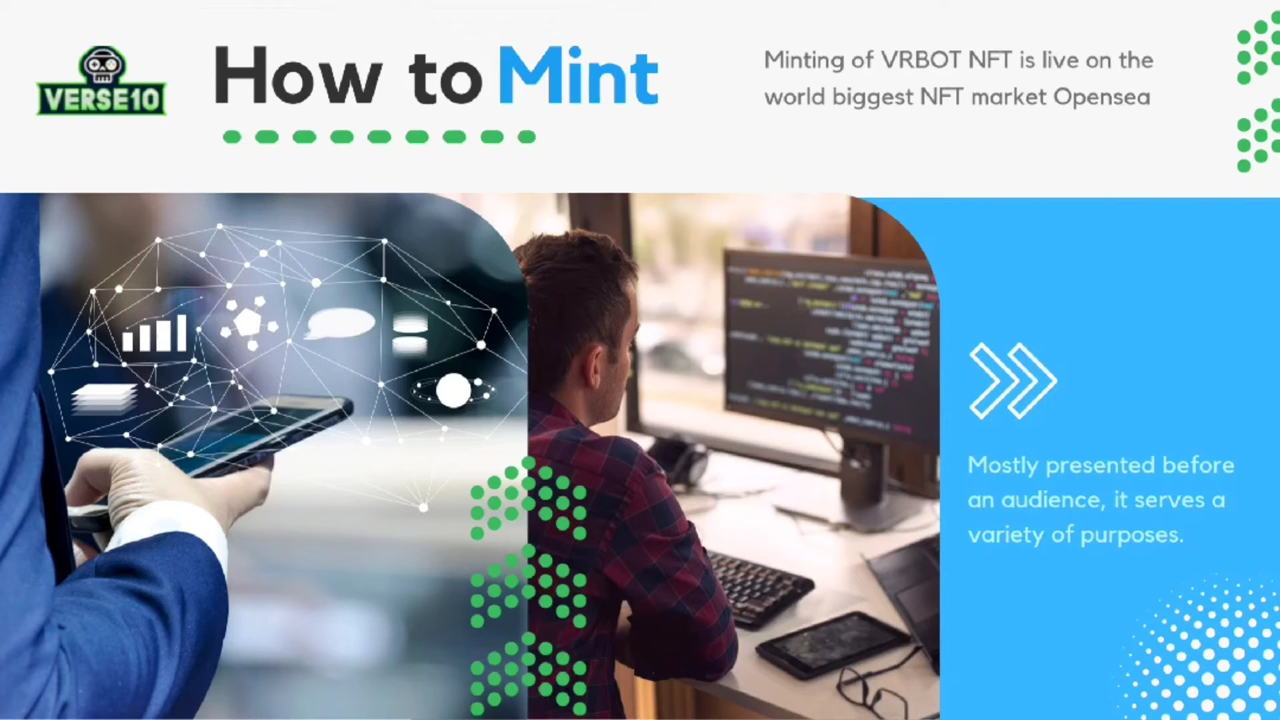 VERSE10
How to Mint
Minting of VRBOT NFT is live on the
world biggest NFT market Opensea
Mostly presented before
an audience, it serves a
variety of purposes.